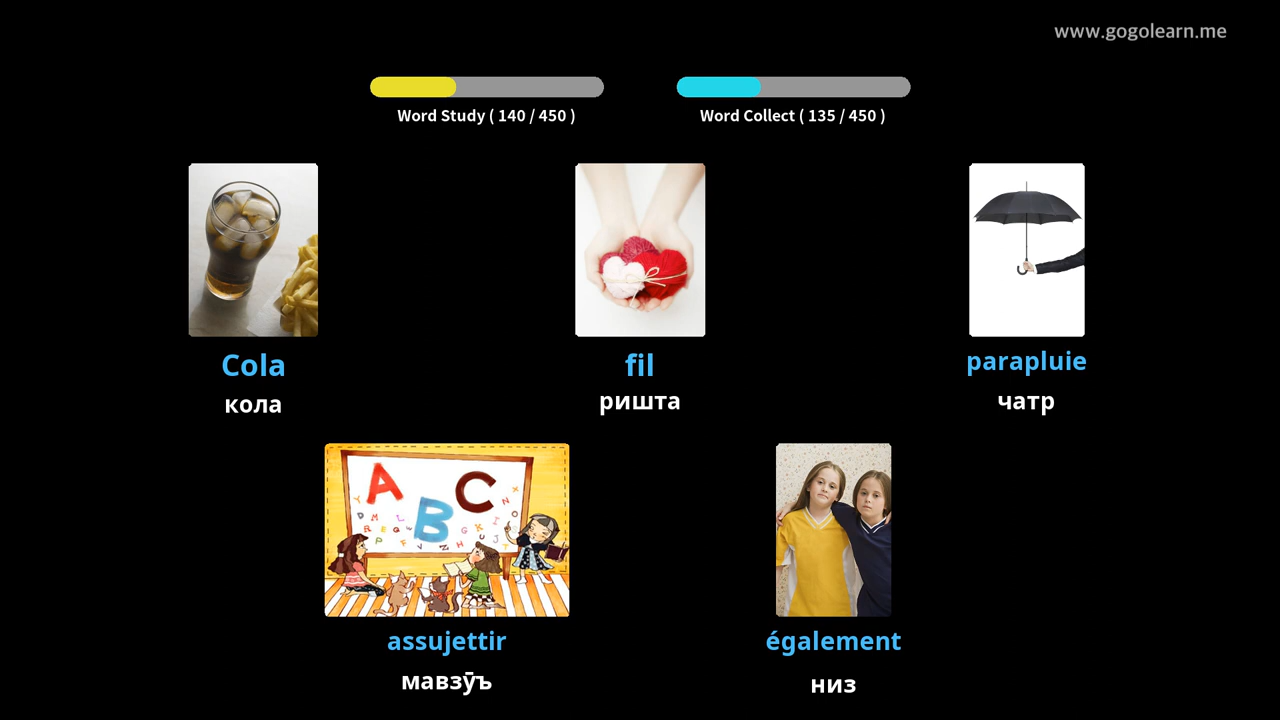 www.gogolearn.me
Word Study ( 140 / 450 )
Word Collect ( 135 / 450 )
Cola
кола
fil
ришта
parapluie
чатр
A B C
assujettir
мавзӯъ
également
низ